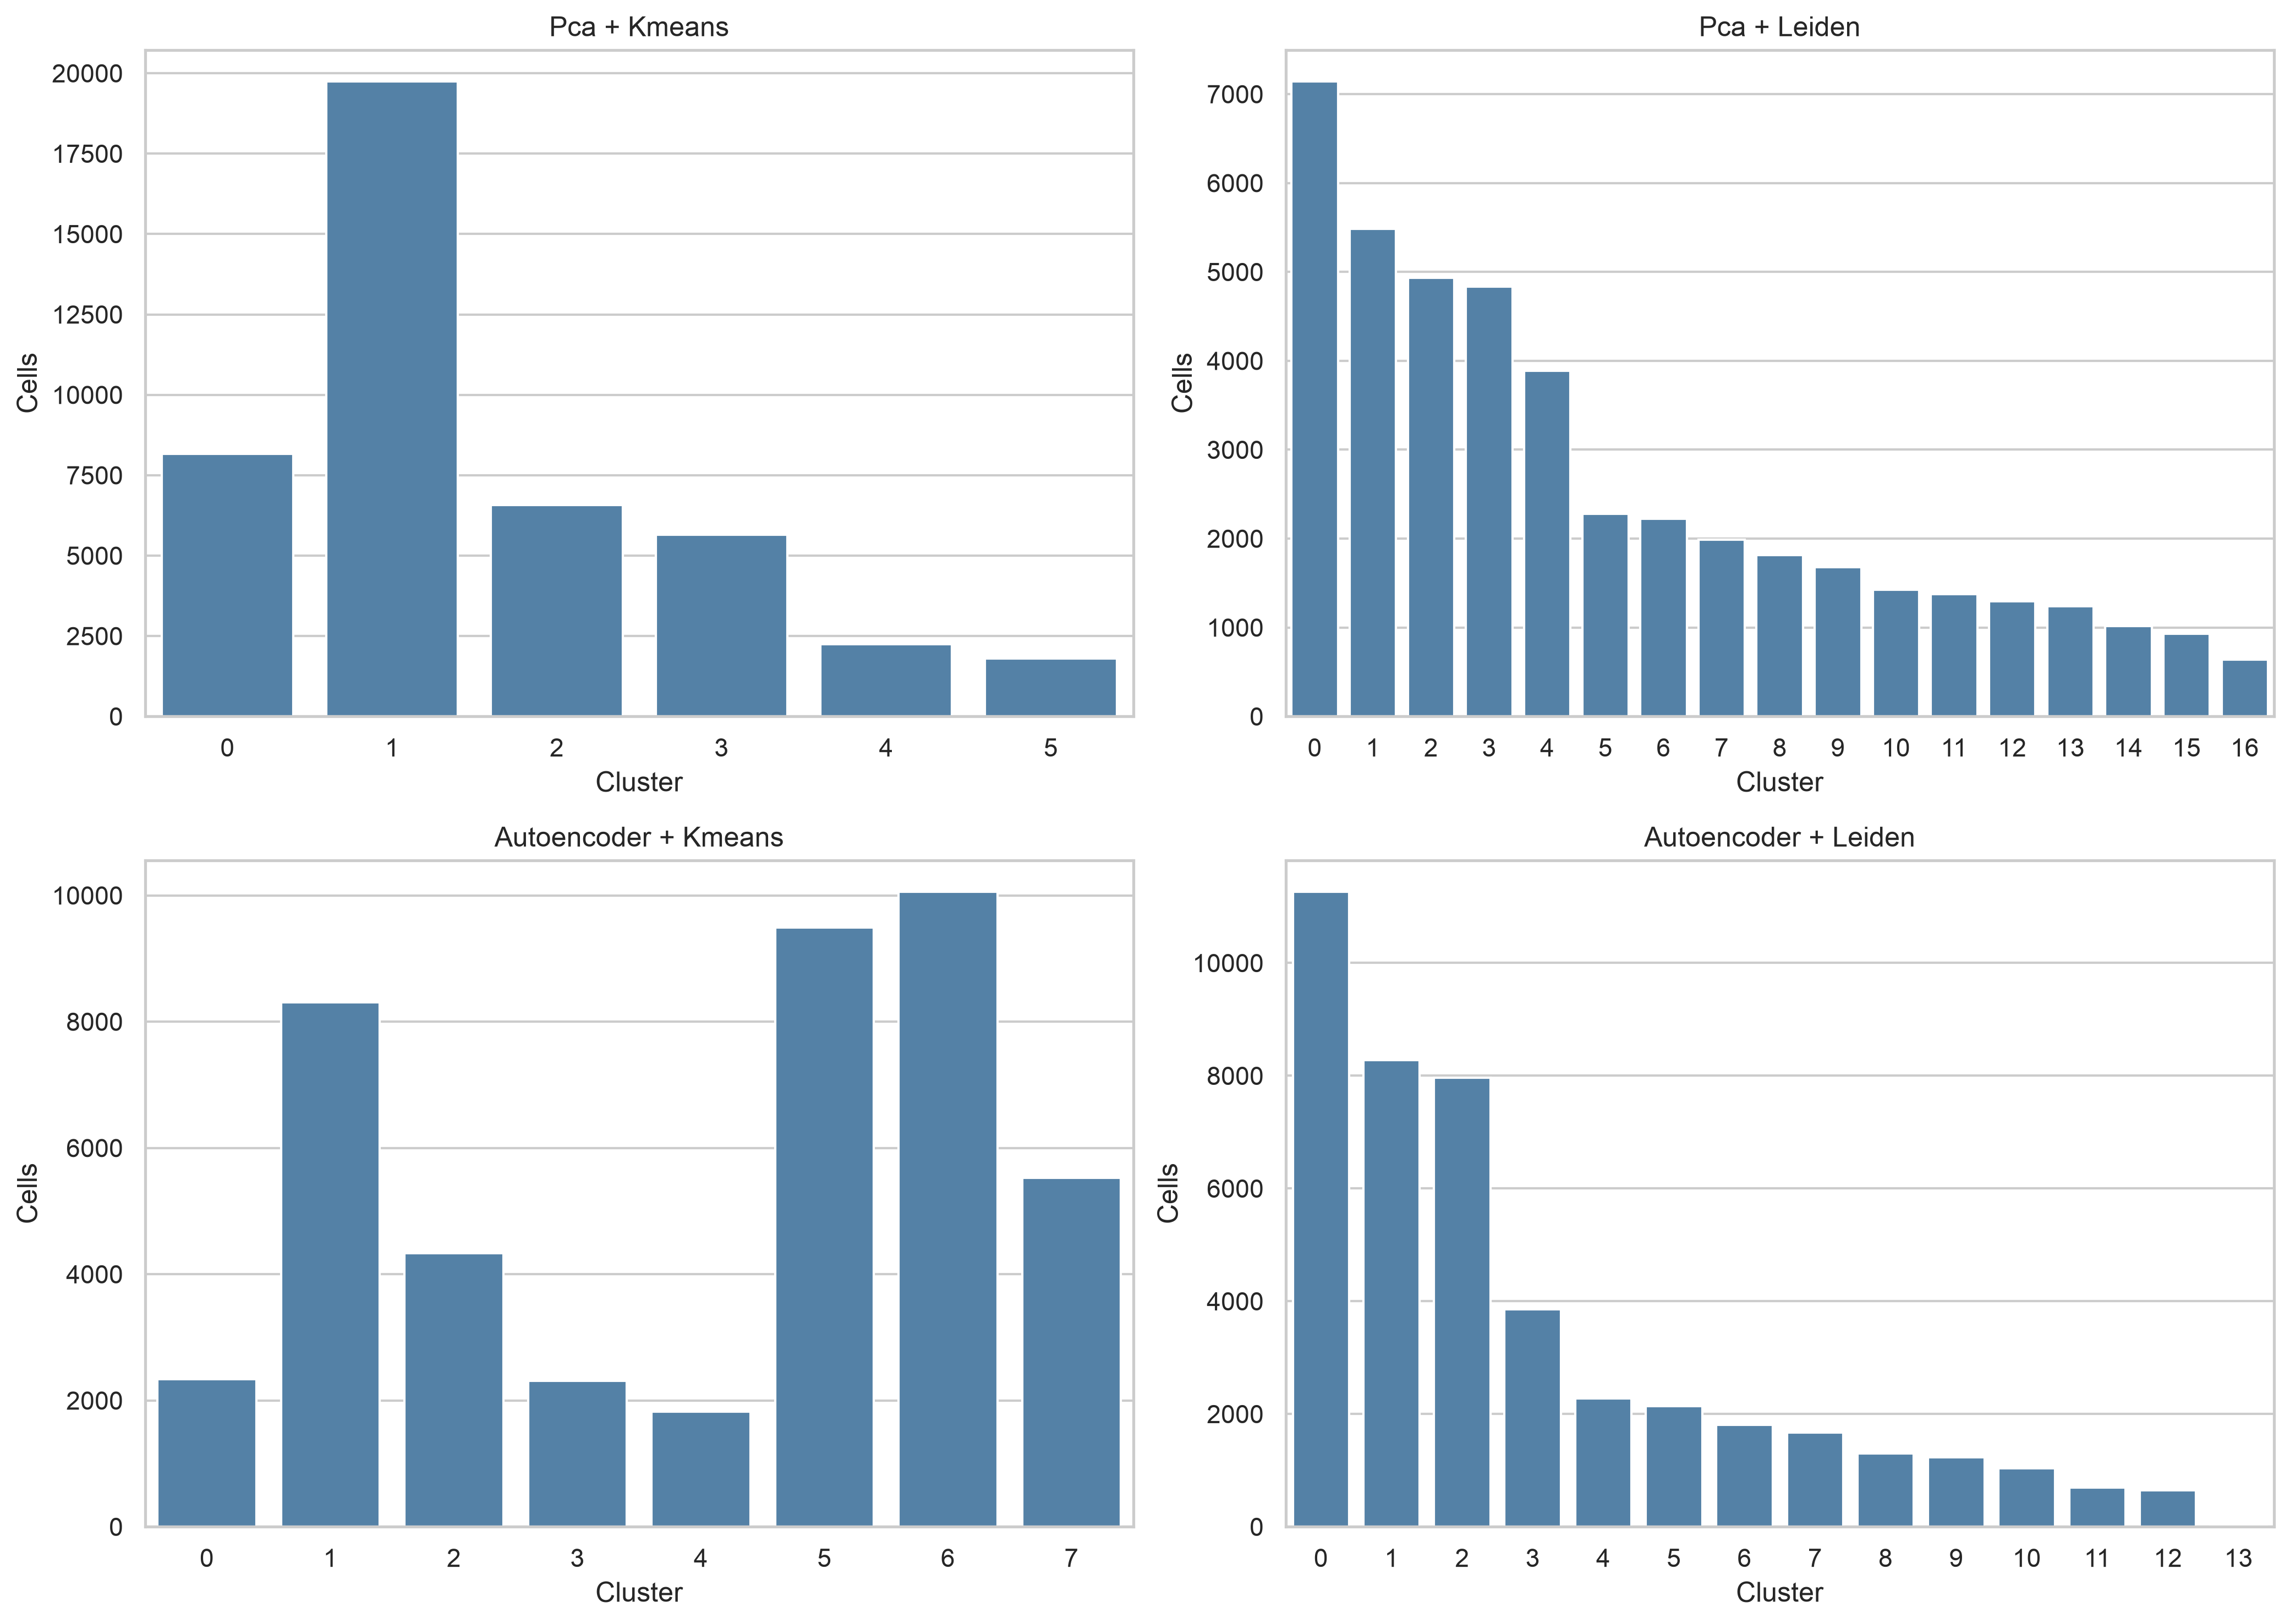 Pca + Kmeans
20000
17500
15000
12500
10000
7500
5000
2500
0
Cells
0 1 2 3 4 5
Cluster
Pca + Leiden
7000
6000
5000
4000
3000
2000
1000
0
Cells
0 1 2 3 4 5 6 7 8 9 10 11 12 13 14 15 16
Cluster
Autoencoder + Kmeans
10000
8000
6000
4000
2000
0
Cells
0 1 2 3 4 5 6 7
Cluster
Autoencoder + Leiden
10000
8000
6000
4000
2000
0
Cells
0 1 2 3 4 5 6 7 8 9 10 11 12 13
Cluster